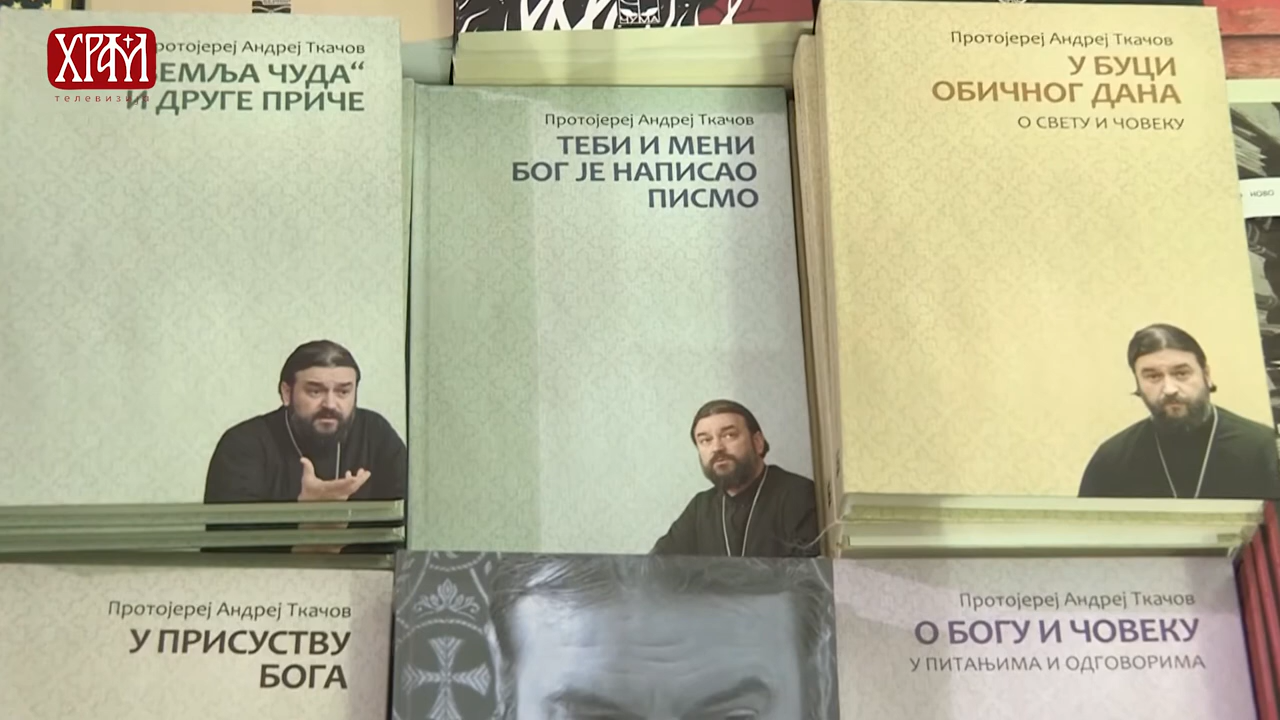 ХРАМ
телевизија
Протојереј Андреј Ткачов
ЗЕМЉА ЧУДА“
И ДРУГЕ ПРИЧЕ
ЧУМА
Протојереј Андреј Ткачов
ТЕБИ И МЕНИ
БОГ ЈЕ НАПИСАО
ПИСМО
Протојереј Андреј Ткачов
У БУЦИ
ОБИЧНОГ ДАНА
О СВЕТУ И ЧОВЕКУ
НОВО
Протојереј Андреј Ткачов
У ПРИСУСТВУ
БОГА
Протојереј Андреј Ткачов
О БОГУ И ЧОВЕКУ
У ПИТАЊИМА И ОДГОВОРИМА